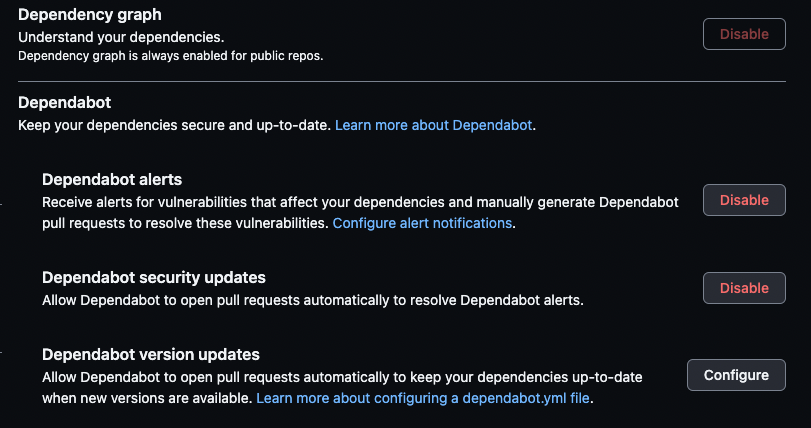 Dependency graph
Understand your dependencies.
Dependency graph is always enabled for public repos.
Disable
Dependabot
Keep your dependencies secure and up-to-date. Learn more about Dependabot.
Dependabot alerts
Receive alerts for vulnerabilities that affect your dependencies and manually generate Dependabot
pull requests to resolve these vulnerabilities. Configure alert notifications.
Disable
Dependabot security updates
Allow Dependabot to open pull requests automatically to resolve Dependabot alerts.
Disable
Dependabot version updates
Allow Dependabot to open pull requests automatically to keep your dependencies up-to-date
when new versions are available. Learn more about configuring a dependabot.yml file.
Configure